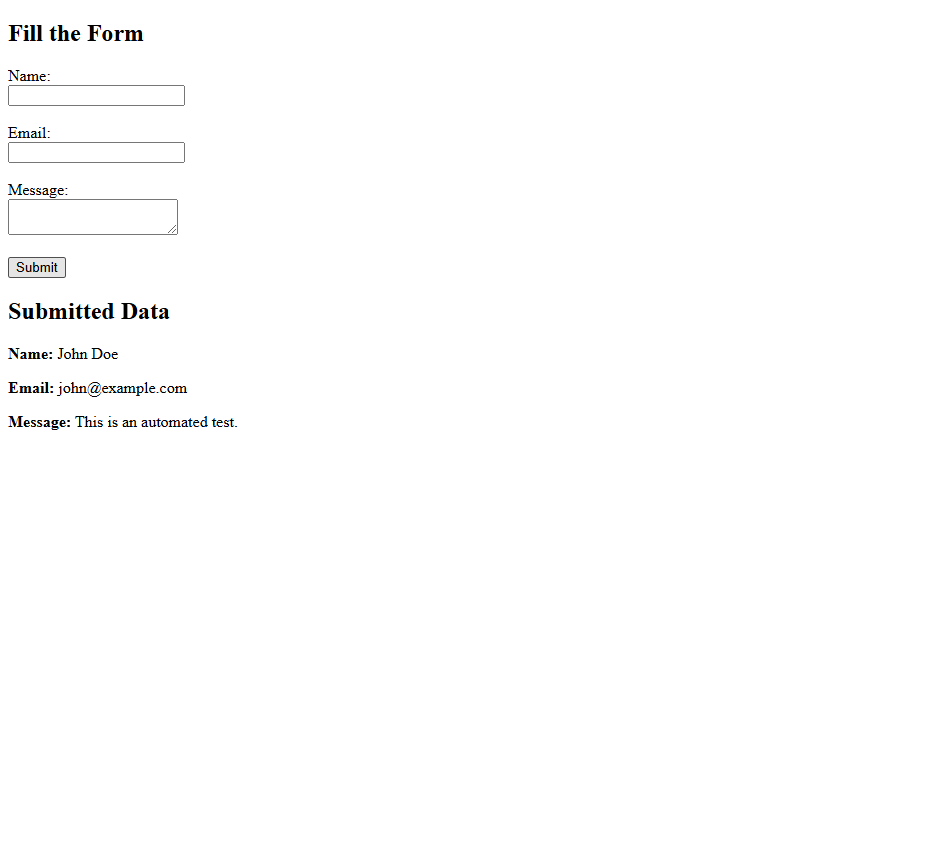 Fill the Form
Name:
Email:
Message:
Submit
Submitted Data
Name: John Doe
Email: john@example.com
Message: This is an automated test.